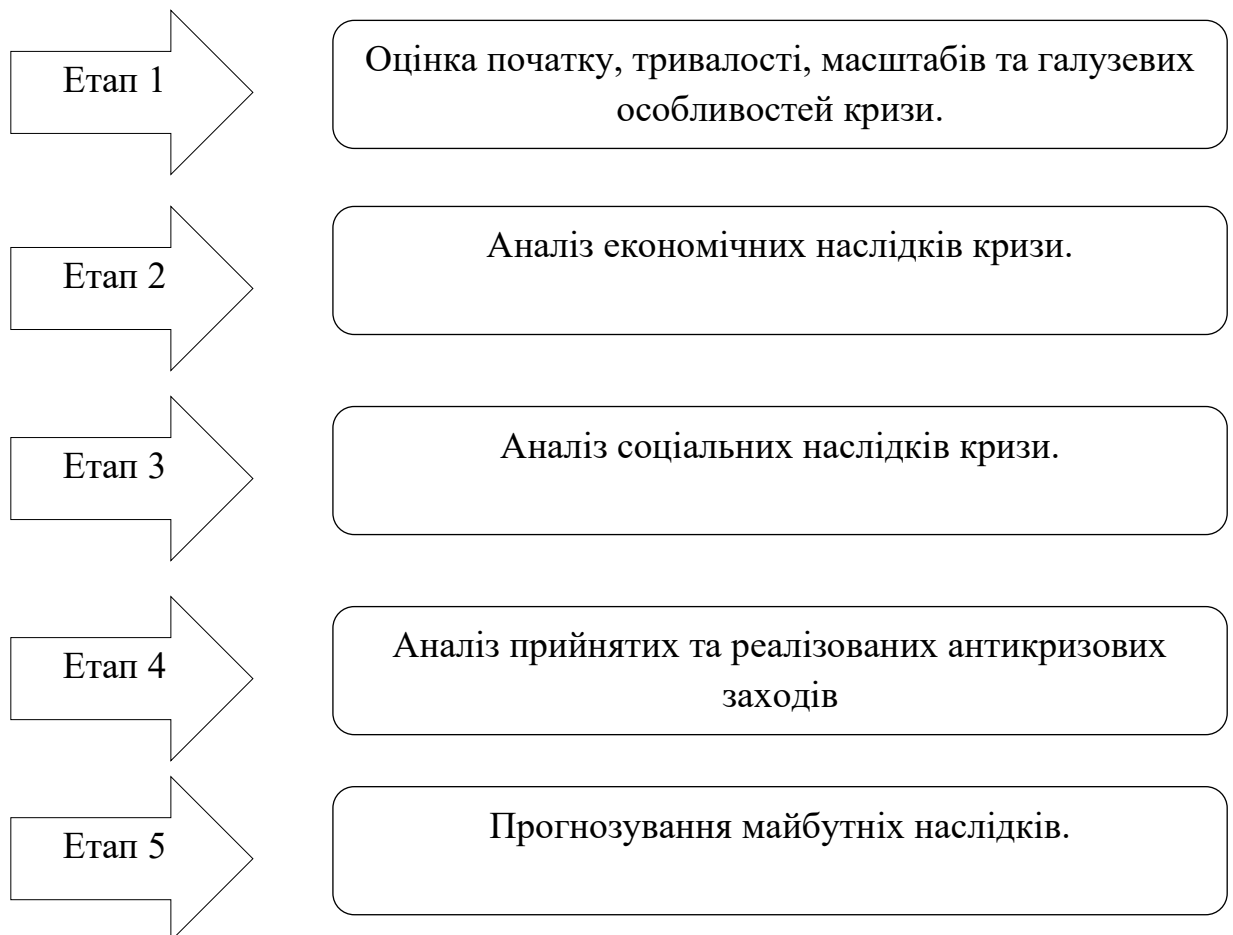 Етап 1
Оцінка початку, тривалості, масштабів та галузевих
особливостей кризи.
Етап 2
Аналіз економічних наслідків кризи.
Етап 3
Аналіз соціальних наслідків кризи.
Етап 4
Аналіз прийнятих та реалізованих антикризових
заходів
Етап 5
Прогнозування майбутніх наслідків.